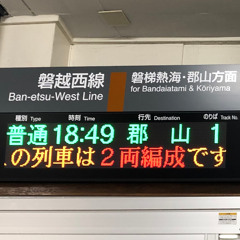 磐越西線
Ban-etsu-West Line
磐梯熱海・郡山方面
for Bandaiatami & Kōriyama
種別 Type 時刻 Time 行先 Destination のりば Track No.
普通 18:49 郡山 1
の列車は2両編成です